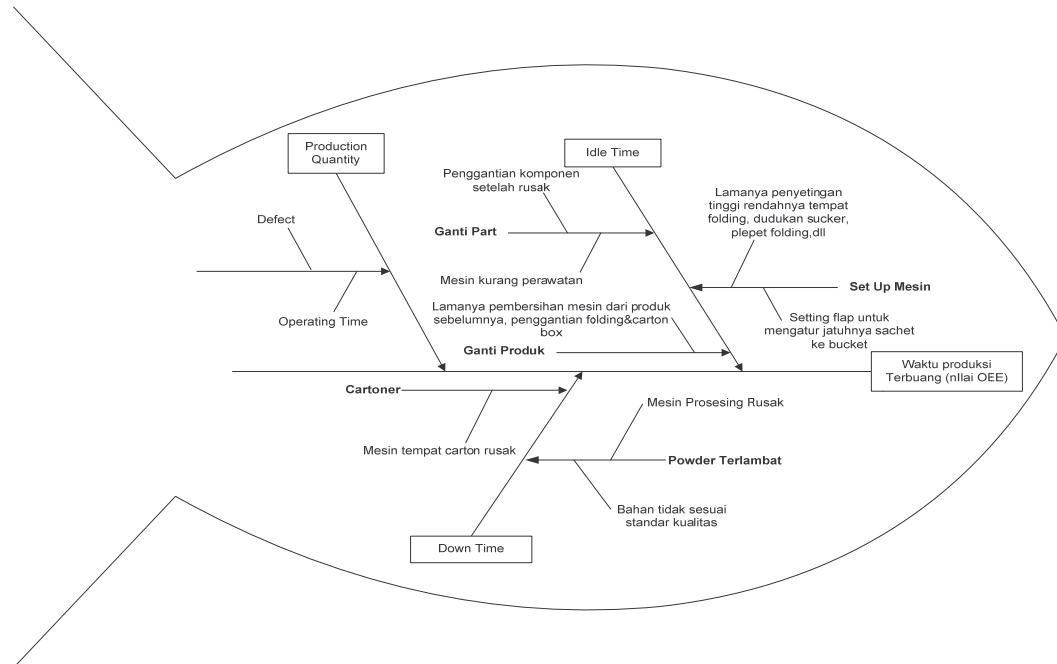 Production
Quantity
Idle Time
Penggantian komponen
setelah rusak
Lamanya penyetingan
tinggi rendahnya tempat
folding, dudukan sucker,
plepet folding,dll
Defect
Ganti Part
Mesin kurang perawatan
Set Up Mesin
Operating Time
Lamanya pembersihan mesin dari produk
sebelumnya, penggantian folding&carton
box
Setting flap untuk
mengatur jatuhnya sachet
ke bucket
Ganti Produk
Waktu produksi
Terbuang (nIlai OEE)
Cartoner
Mesin Prosesing Rusak
Mesin tempat carton rusak
Powder Terlambat
Bahan tidak sesuai
standar kualitas
Down Time